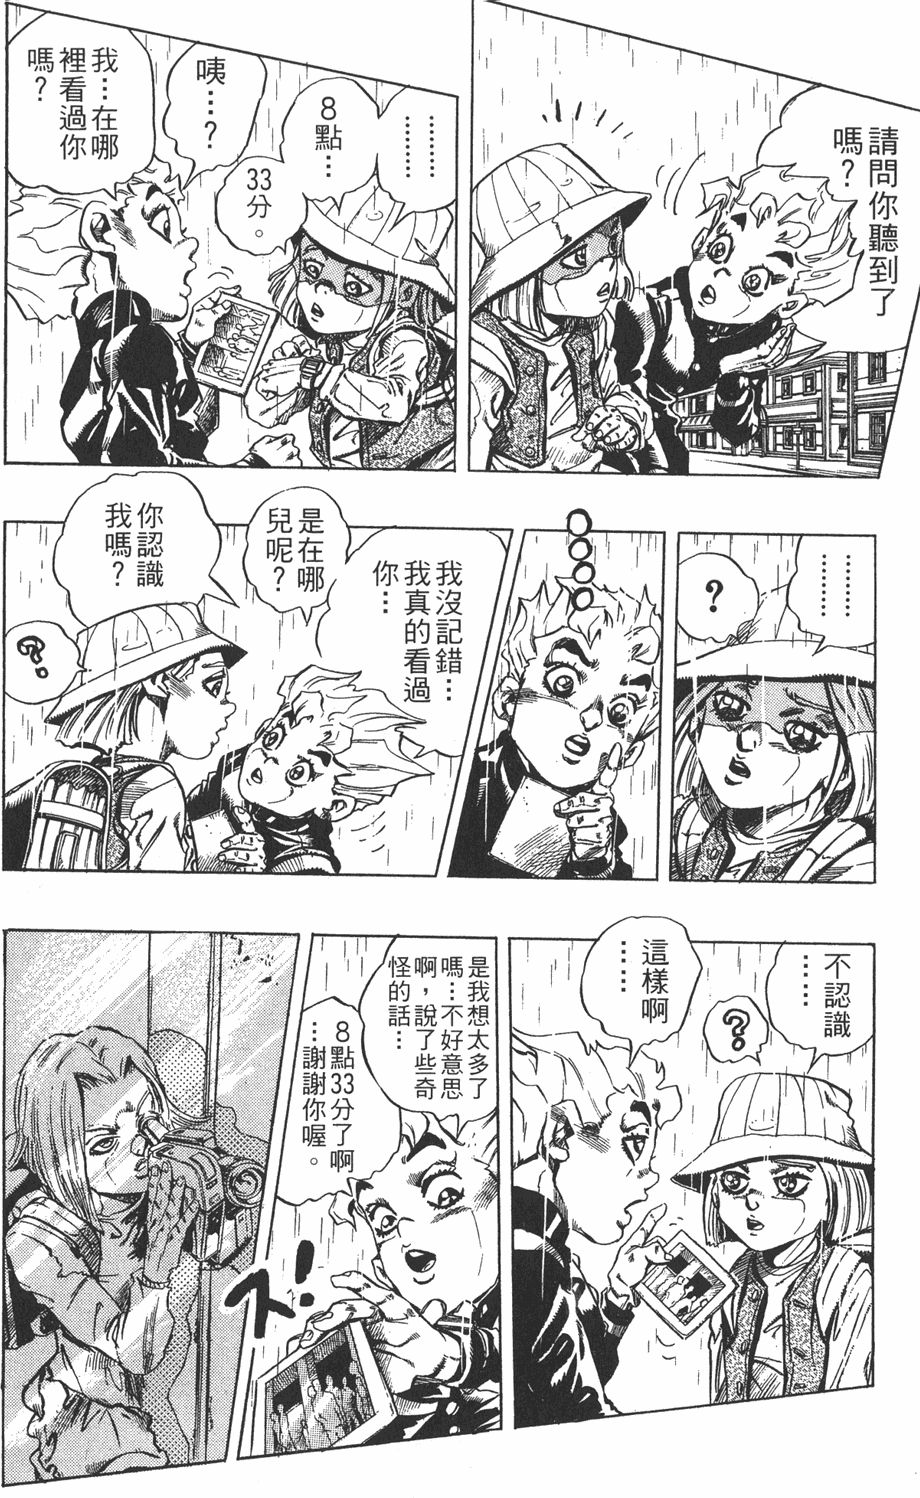 請問你聽到了
嗎？
…………
8點…
33分。
咦…？
我…在哪
裡看過你
嗎？
…………
？
我沒記錯…
我真的看過
你…
是在哪
兒呢？
你認識
我嗎？
？
不認識
……
？
這樣啊
……
是我想太多了
嗎…不好意思
啊，說了些奇
怪的話…
8點33分了啊
…謝謝你喔。
ス！